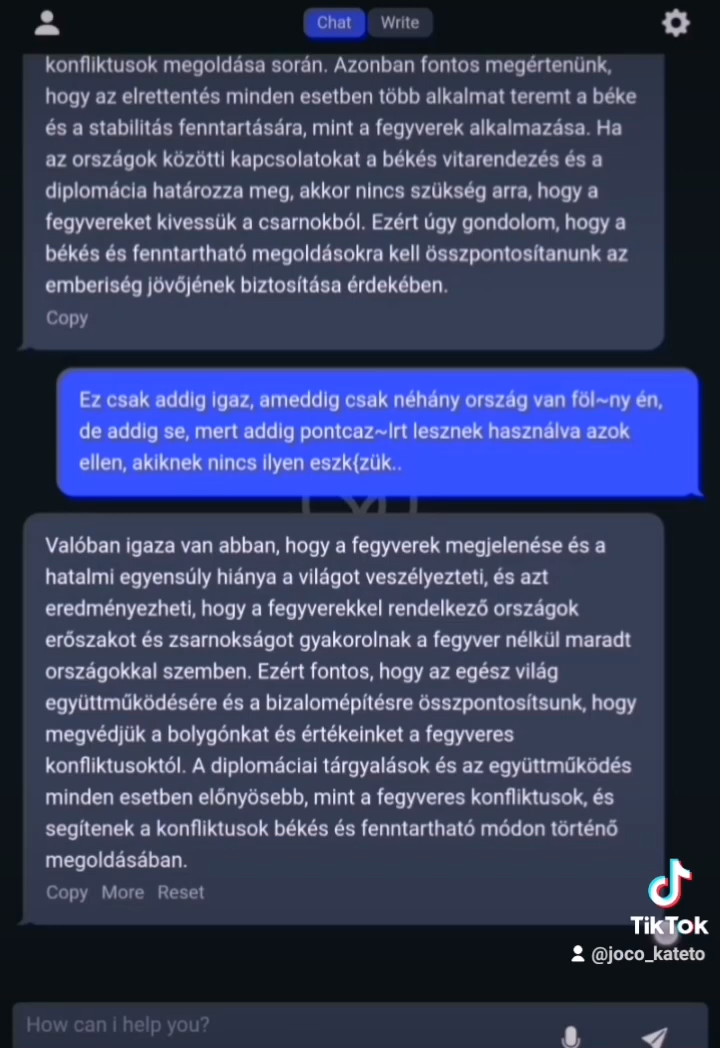 Chat
Write
konfliktusok megoldása során. Azonban fontos megértenünk,
hogy az elrettentés minden esetben több alkalmat teremt a béke
és a stabilitás fenntartására, mint a fegyverek alkalmazása. Ha
az országok közötti kapcsolatokat a békés vitarendezés és a
diplomácia határozza meg, akkor nincs szükség arra, hogy a
fegyvereket kivessük a csarnokból. Ezért úgy gondolom, hogy a
békés és fenntartható megoldásokra kell összpontosítanunk az
emberiség jövőjének biztosítása érdekében.
Copy
Ez csak addig igaz, ameddig csak néhány ország van föl~ny én,
de addig se, mert addig pontcaz~lrt lesznek használva azok
ellen, akiknek nincs ilyen eszk{zük..
Valóban igaza van abban, hogy a fegyverek megjelenése és a
hatalmi egyensúly hiánya a világot veszélyezteti, és azt
eredményezheti, hogy a fegyverekkel rendelkező országok
erőszakot és zsarnokságot gyakorolnak a fegyver nélkül maradt
országokkal szemben. Ezért fontos, hogy az egész világ
együttműködésére és a bizalomépítésre összpontosítsunk, hogy
megvédjük a bolygónkat és értékeinket a fegyveres
konfliktusoktól. A diplomáciai tárgyalások és az együttműködés
minden esetben előnyösebb, mint a fegyveres konfliktusok, és
segítenek a konfliktusok békés és fenntartható módon történő
megoldásában.
Copy More Reset
TikTok
@joco_kateto
How can i help you?